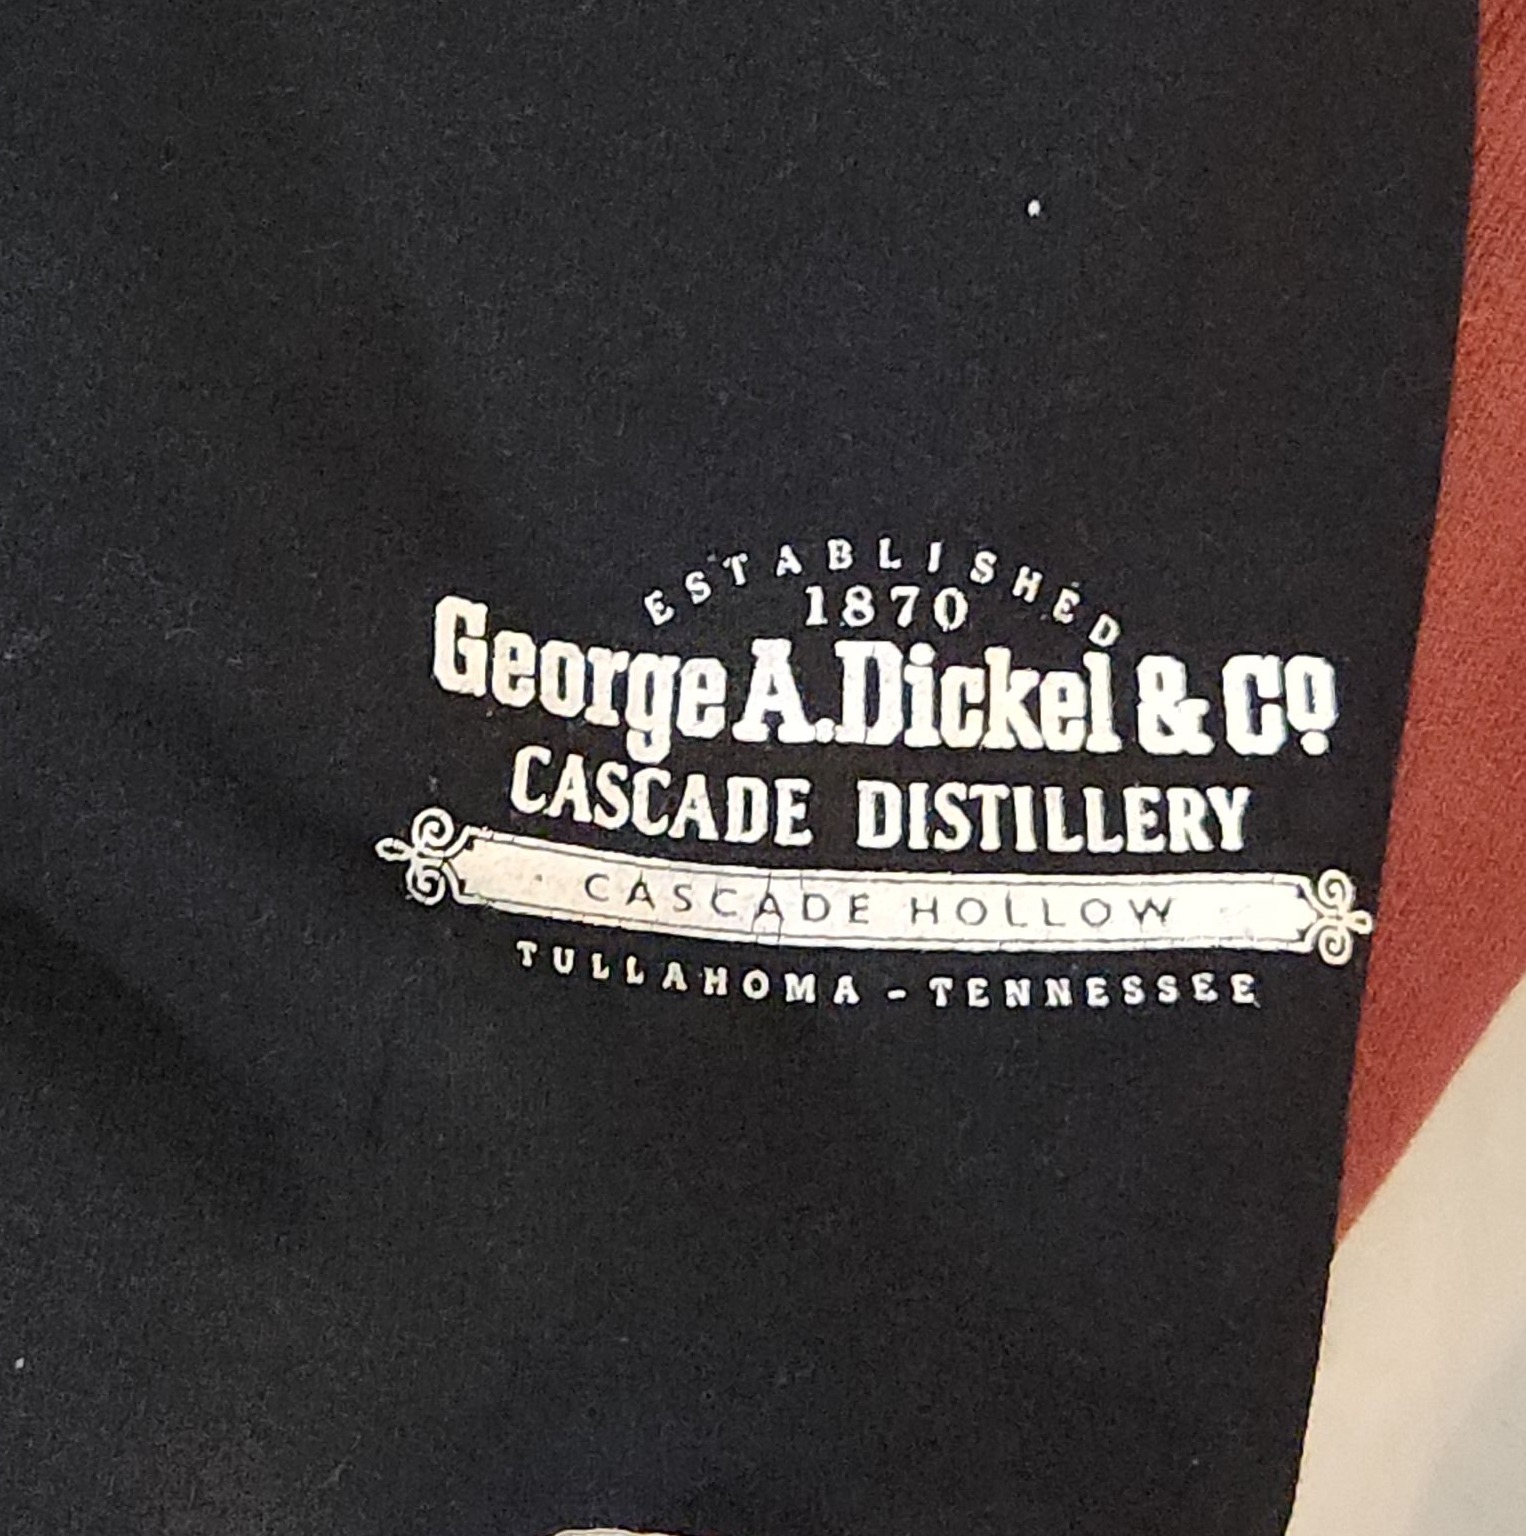 ESTABLISHED
1870
George A. Dickel & Cº
CASCADE DISTILLERY
CASCADE HOLLOW
TULLAHOMA - TENNESSEE